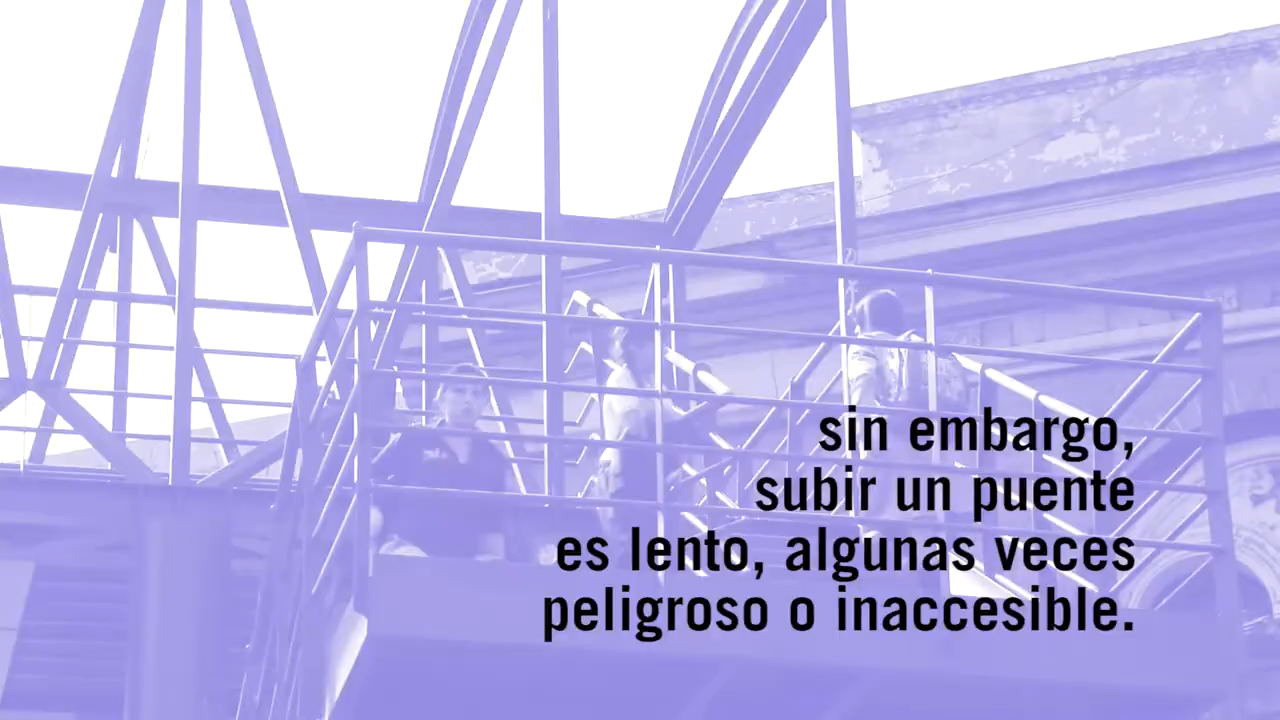 sin embargo,
subir un puente
es lento, algunas veces
peligroso o inaccesible.